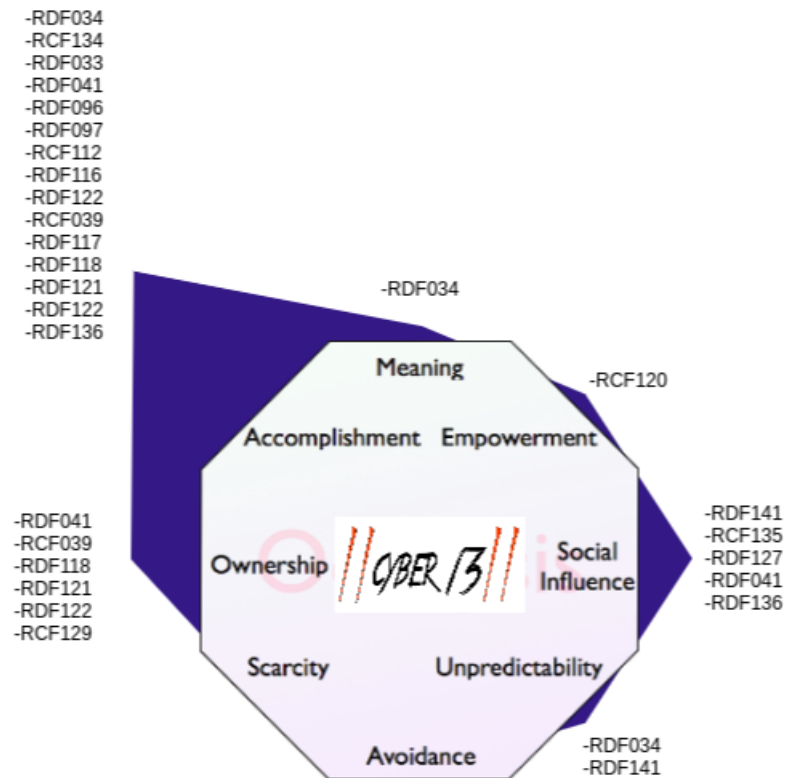 -RDF034
-RCF134
-RDF033
-RDF041
-RDF096
-RDF097
-RCF112
-RDF116
-RDF122
-RCF039
-RDF117
-RDF118
-RDF121
-RDF122
-RDF136
-RDF034
Meaning
-RCF120
Accomplishment
Empowerment
-RDF041
-RCF039
-RDF118
-RDF121
-RDF122
-RCF129
Ownership
CYBER 13
Social
Influence
-RDF141
-RCF135
-RDF127
-RDF041
-RDF136
Scarcity
Unpredictability
Avoidance
-RDF034
-RDF141